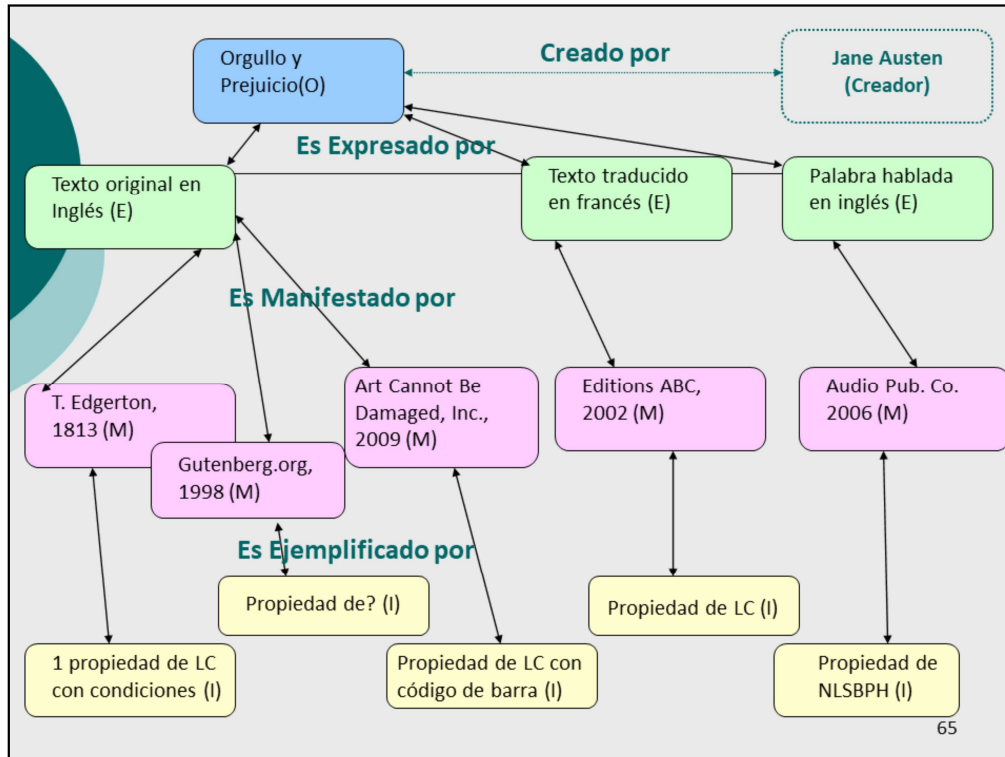 Orgullo y
Prejuicio(O)
Creado por
Jane Austen
(Creador)
Es Expresado por
Texto original en
Inglés (E)
Texto traducido
en francés (E)
Palabra hablada
en inglés (E)
Es Manifestado por
T. Edgerton,
1813 (M)
Gutenberg.org,
1998 (M)
Art Cannot Be
Damaged, Inc.,
2009 (M)
Editions ABC,
2002 (M)
Audio Pub. Co.
2006 (M)
Es Ejemplificado por
Propiedad de? (I)
Propiedad de LC (I)
1 propiedad de LC
con condiciones (I)
Propiedad de LC con
código de barra (I)
Propiedad de
NLSBPH (I)
65